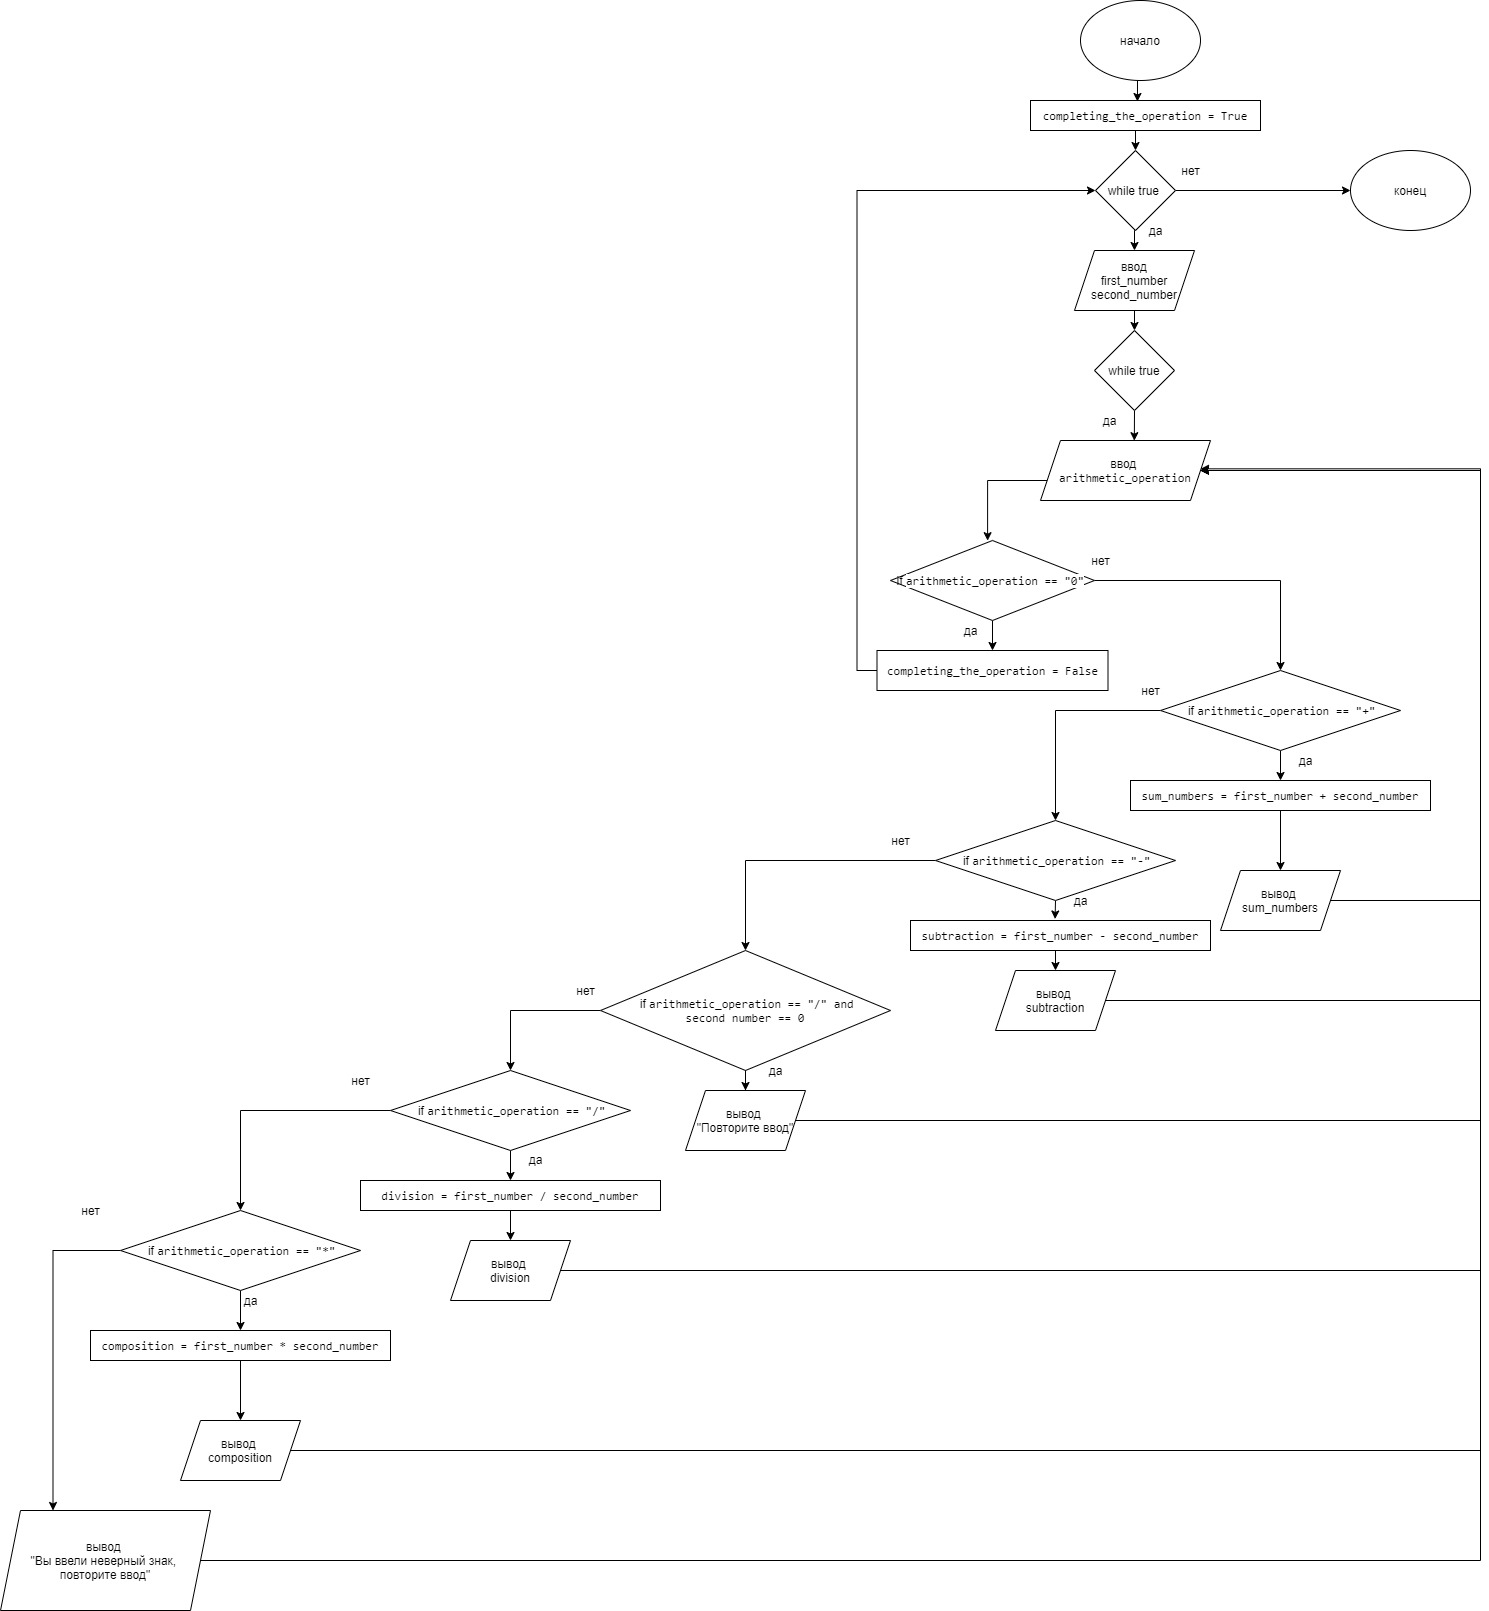 начало
completing_the_operation = True
while true
нет
конец
да
ввод
first_number
second_number
while true
да
ввод
arithmetic_operation
if arithmetic_operation == "0"
нет
да
completing_the_operation = False
нет
if arithmetic_operation == "+"
да
sum_numbers = first_number + second_number
нет
if arithmetic_operation == "-"
да
вывод
sum_numbers
subtraction = first_number - second_number
нет
if arithmetic_operation == "/" and
second number == 0
вывод
subtraction
да
нет
if arithmetic_operation == "/"
вывод
"Повторите ввод"
да
division = first_number / second_number
нет
if arithmetic_operation == "*"
вывод
division
да
composition = first_number * second_number
вывод
composition
вывод
"Вы ввели неверный знак,
повторите ввод"